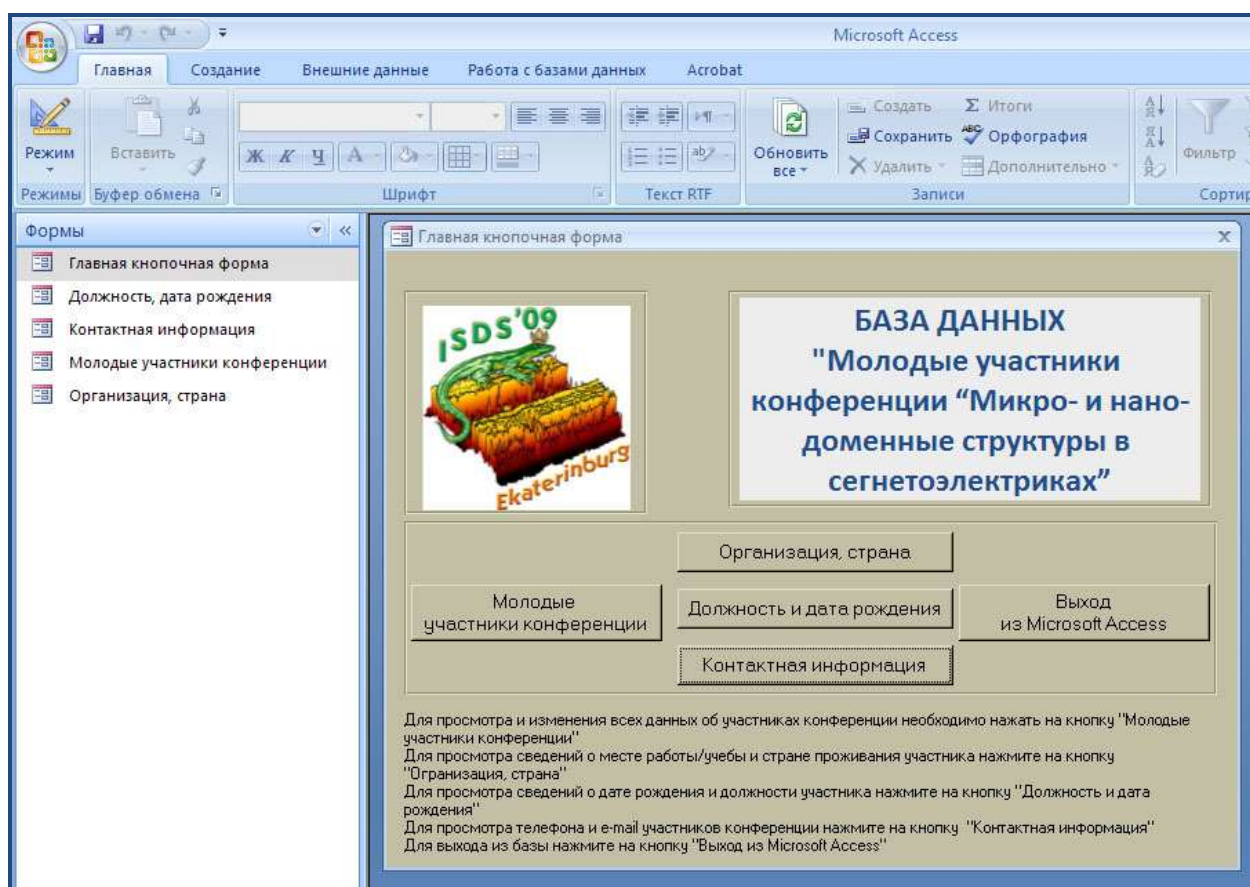 Microsoft Access
Главная Создание Внешние данные Работа с базами данных Acrobat
Режим
Вставить
Ж К Ч А
Обновить все
Создать
Сохранить
Удалить
Σ Итоги
Орфография
Дополнительно
Фильтр
Режимы Буфер обмена Шрифт Текст RTF Записи Сортир
Формы
Главная кнопочная форма
Должность, дата рождения
Контактная информация
Молодые участники конференции
Организация, страна
Главная кнопочная форма
ISDS'09
Ekaterinburg
БАЗА ДАННЫХ
"Молодые участники
конференции “Микро- и нано-
доменные структуры в
сегнетоэлектриках”
Организация, страна
Молодые
участники конференции
Должность и дата рождения
Выход
из Microsoft Access
Контактная информация
Для просмотра и изменения всех данных об участниках конференции необходимо нажать на кнопку "Молодые
участники конференции"
Для просмотра сведений о месте работы/учебы и стране проживания участника нажмите на кнопку
"Огранизация, страна"
Для просмотра сведений о дате рождения и должности участника нажмите на кнопку "Должность и дата
рождения"
Для просмотра телефона и e-mail участников конференции нажмите на кнопку "Контактная информация"
Для выхода из базы нажмите на кнопку "Выход из Microsoft Access"